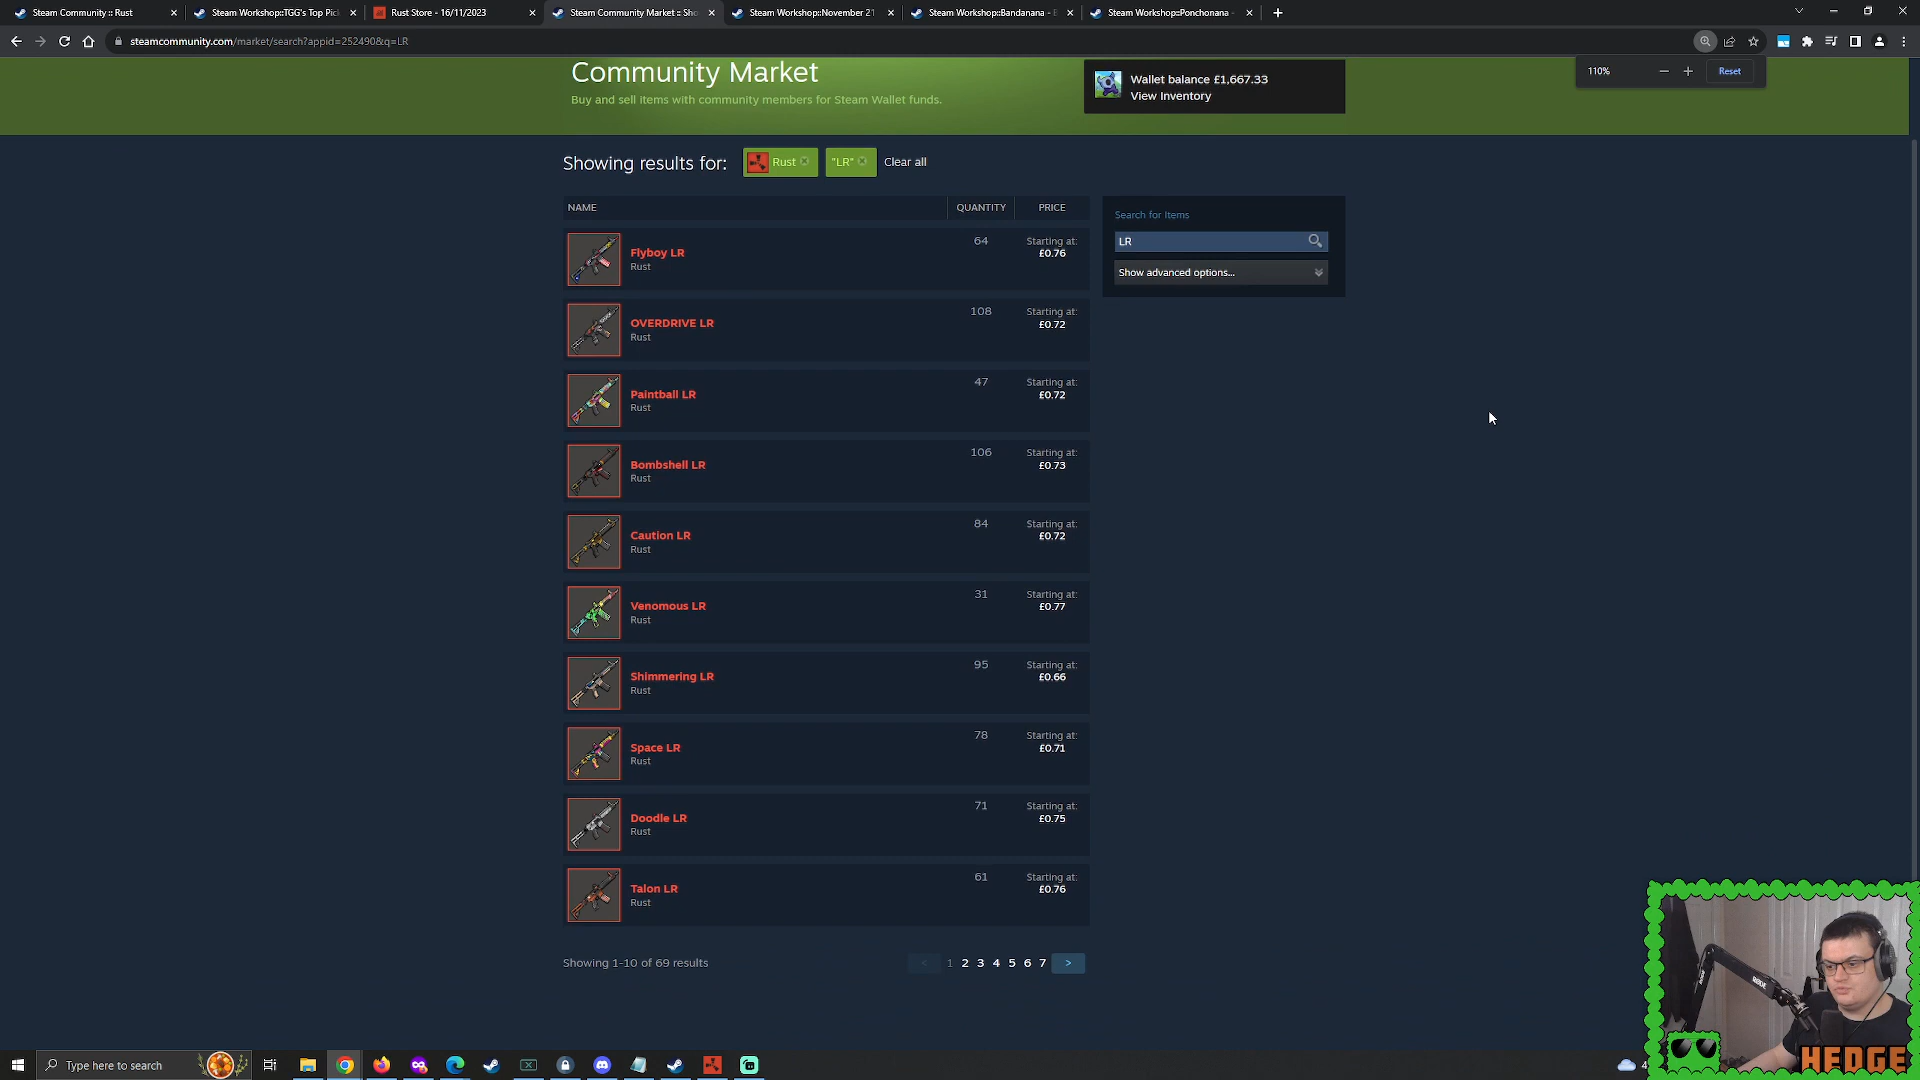 Steam Community :: Rust
Steam Workshop::TGG's Top Pic
Rust Store - 16/11/2023
Steam Community Market :: Sho
Steam Workshop::November 21
Steam Workshop::Bandanana - B
Steam Workshop::Ponchonana -
steamcommunity.com/market/search?appid=252490&q=LR
110%
Reset
Community Market
Buy and sell items with community members for Steam Wallet funds.
Wallet balance £1,667.33
View Inventory
Showing results for:
Rust
"LR"
Clear all
NAME
QUANTITY
PRICE
Flyboy LR
Rust
64
Starting at:
£0.76
OVERDRIVE LR
Rust
108
Starting at:
£0.72
Paintball LR
Rust
47
Starting at:
£0.72
Bombshell LR
Rust
106
Starting at:
£0.73
Caution LR
Rust
84
Starting at:
£0.72
Venomous LR
Rust
31
Starting at:
£0.77
Shimmering LR
Rust
95
Starting at:
£0.66
Space LR
Rust
78
Starting at:
£0.71
Doodle LR
Rust
71
Starting at:
£0.75
Talon LR
Rust
61
Starting at:
£0.76
Showing 1-10 of 69 results
< 1 2 3 4 5 6 7 >
Search for Items
LR
Show advanced options...
Type here to search
RØDE
HEDGE